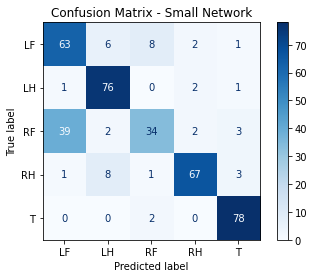 Confusion Matrix - Small Network
True label
LF 63 6 8 2 1
LH 1 76 0 2 1
RF 39 2 34 2 3
RH 1 8 1 67 3
T 0 0 2 0 78
LF LH RF RH T
Predicted label
70
60
50
40
30
20
10
0